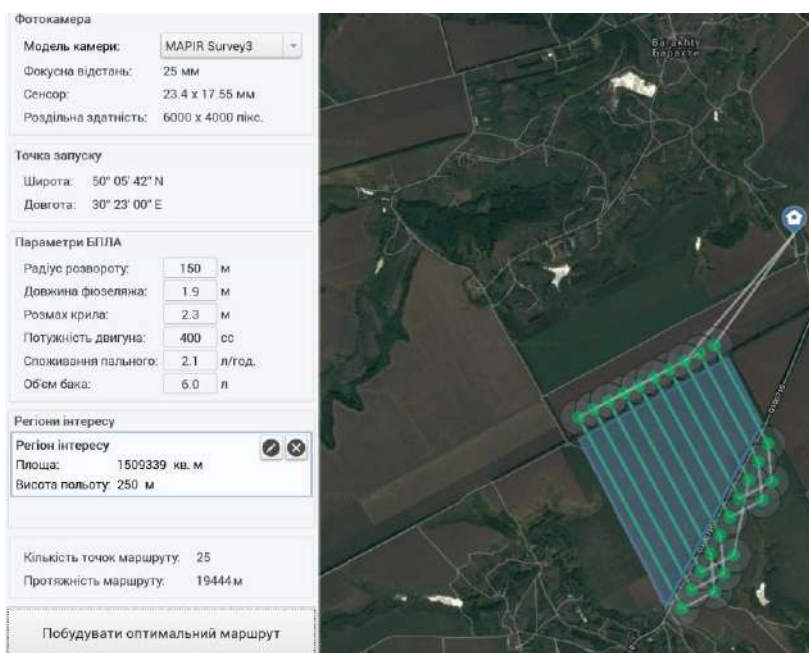 Фотокамера
Модель камери: MAPIR Survey3
Фокусна відстань: 25 мм
Сенсор: 23.4 x 17.55 мм
Роздільна здатність: 6000 x 4000 пікс.
Точка запуску
Широта: 50° 05' 42" N
Довгота: 30° 23' 00" E
Параметри БПЛА
Радіус розвороту: 150 м
Довжина фюзеляжа: 1.9 м
Розмах крила: 2.3 м
Потужність двигуна: 400 cc
Споживання пального: 2.1 л/год.
Об'єм бака: 6.0 л
Регіони інтересу
Регіон інтересу
Площа: 1509339 кв. м
Висота польоту: 250 м
Кількість точок маршруту: 25
Протяжність маршруту: 19444 м
Побудувати оптимальний маршрут
Barakhty
Барахти